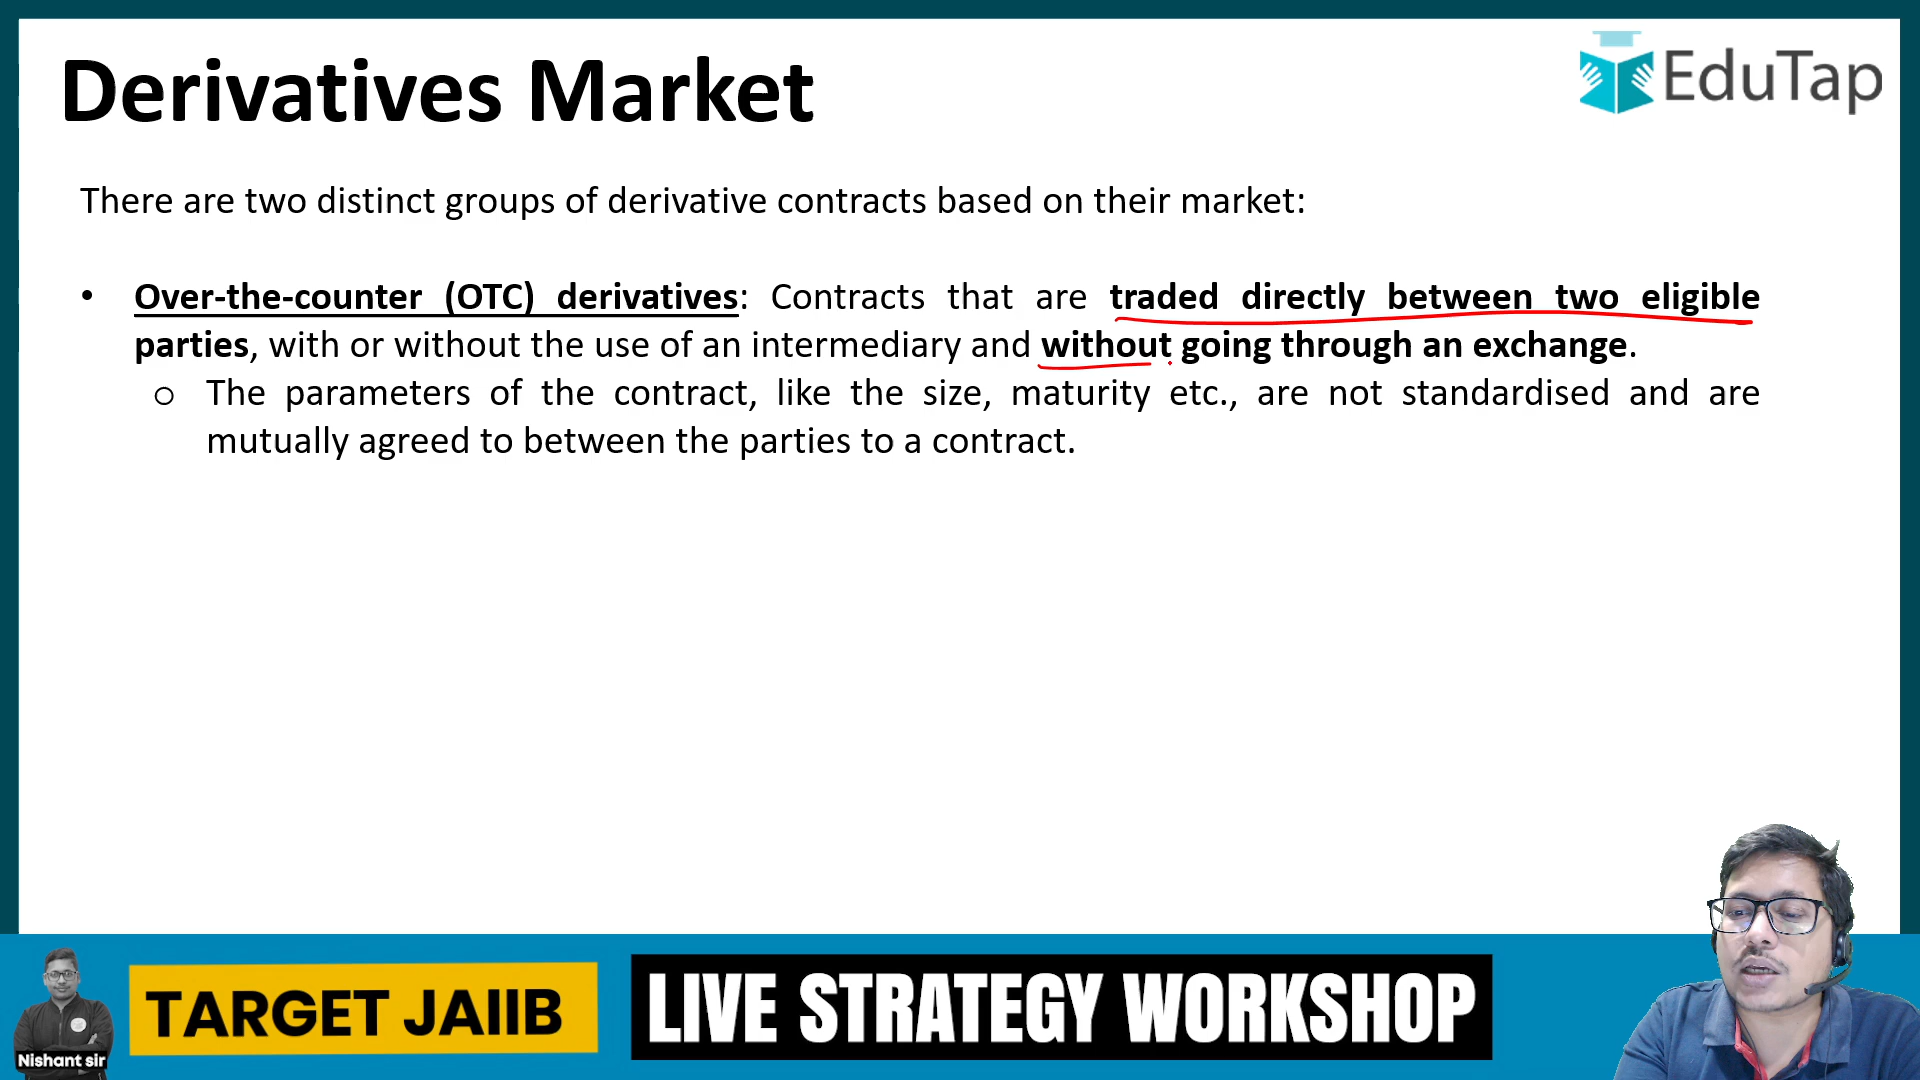 Derivatives Market
EduTap
There are two distinct groups of derivative contracts based on their market:
• Over-the-counter (OTC) derivatives: Contracts that are traded directly between two eligible
parties, with or without the use of an intermediary and without going through an exchange.
o The parameters of the contract, like the size, maturity etc., are not standardised and are
mutually agreed to between the parties to a contract.
Nishant sir
TARGET JAIIB
LIVE STRATEGY WORKSHOP